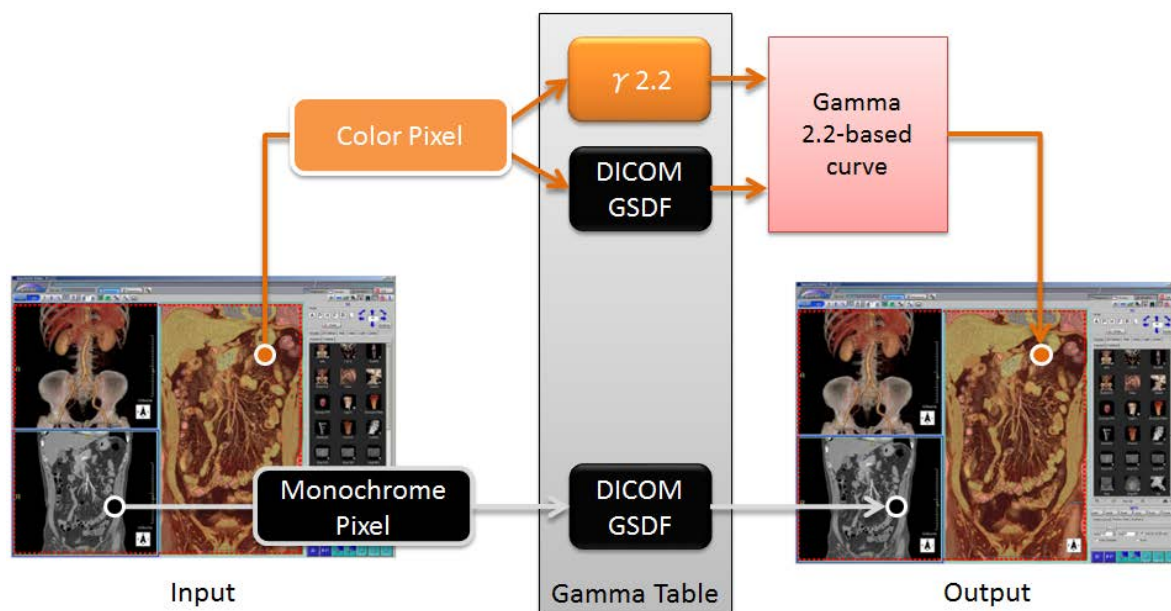 γ 2.2
Color Pixel
DICOM
GSDF
Gamma
2.2-based
curve
Monochrome
Pixel
DICOM
GSDF
Input
Gamma Table
Output